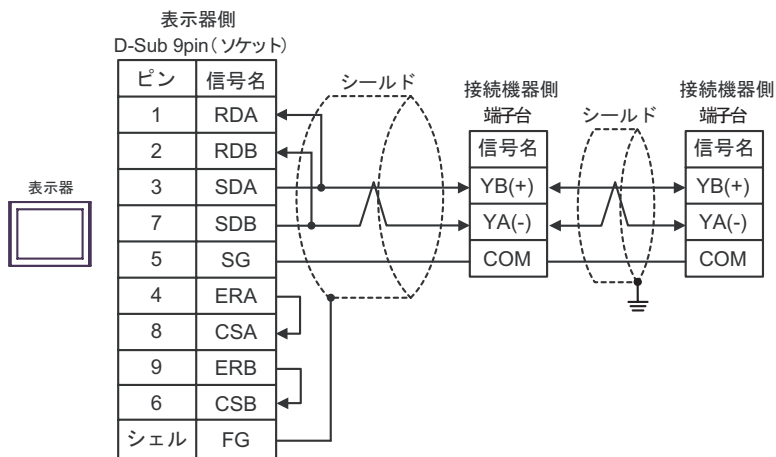 表示器側
D-Sub 9pin(ソケット)
ピン 信号名
1 RDA
2 RDB
3 SDA
7 SDB
5 SG
4 ERA
8 CSA
9 ERB
6 CSB
シェル FG
表示器
シールド
接続機器側
端子台
信号名
YB(+)
YA(-)
COM
シールド
接続機器側
端子台
信号名
YB(+)
YA(-)
COM